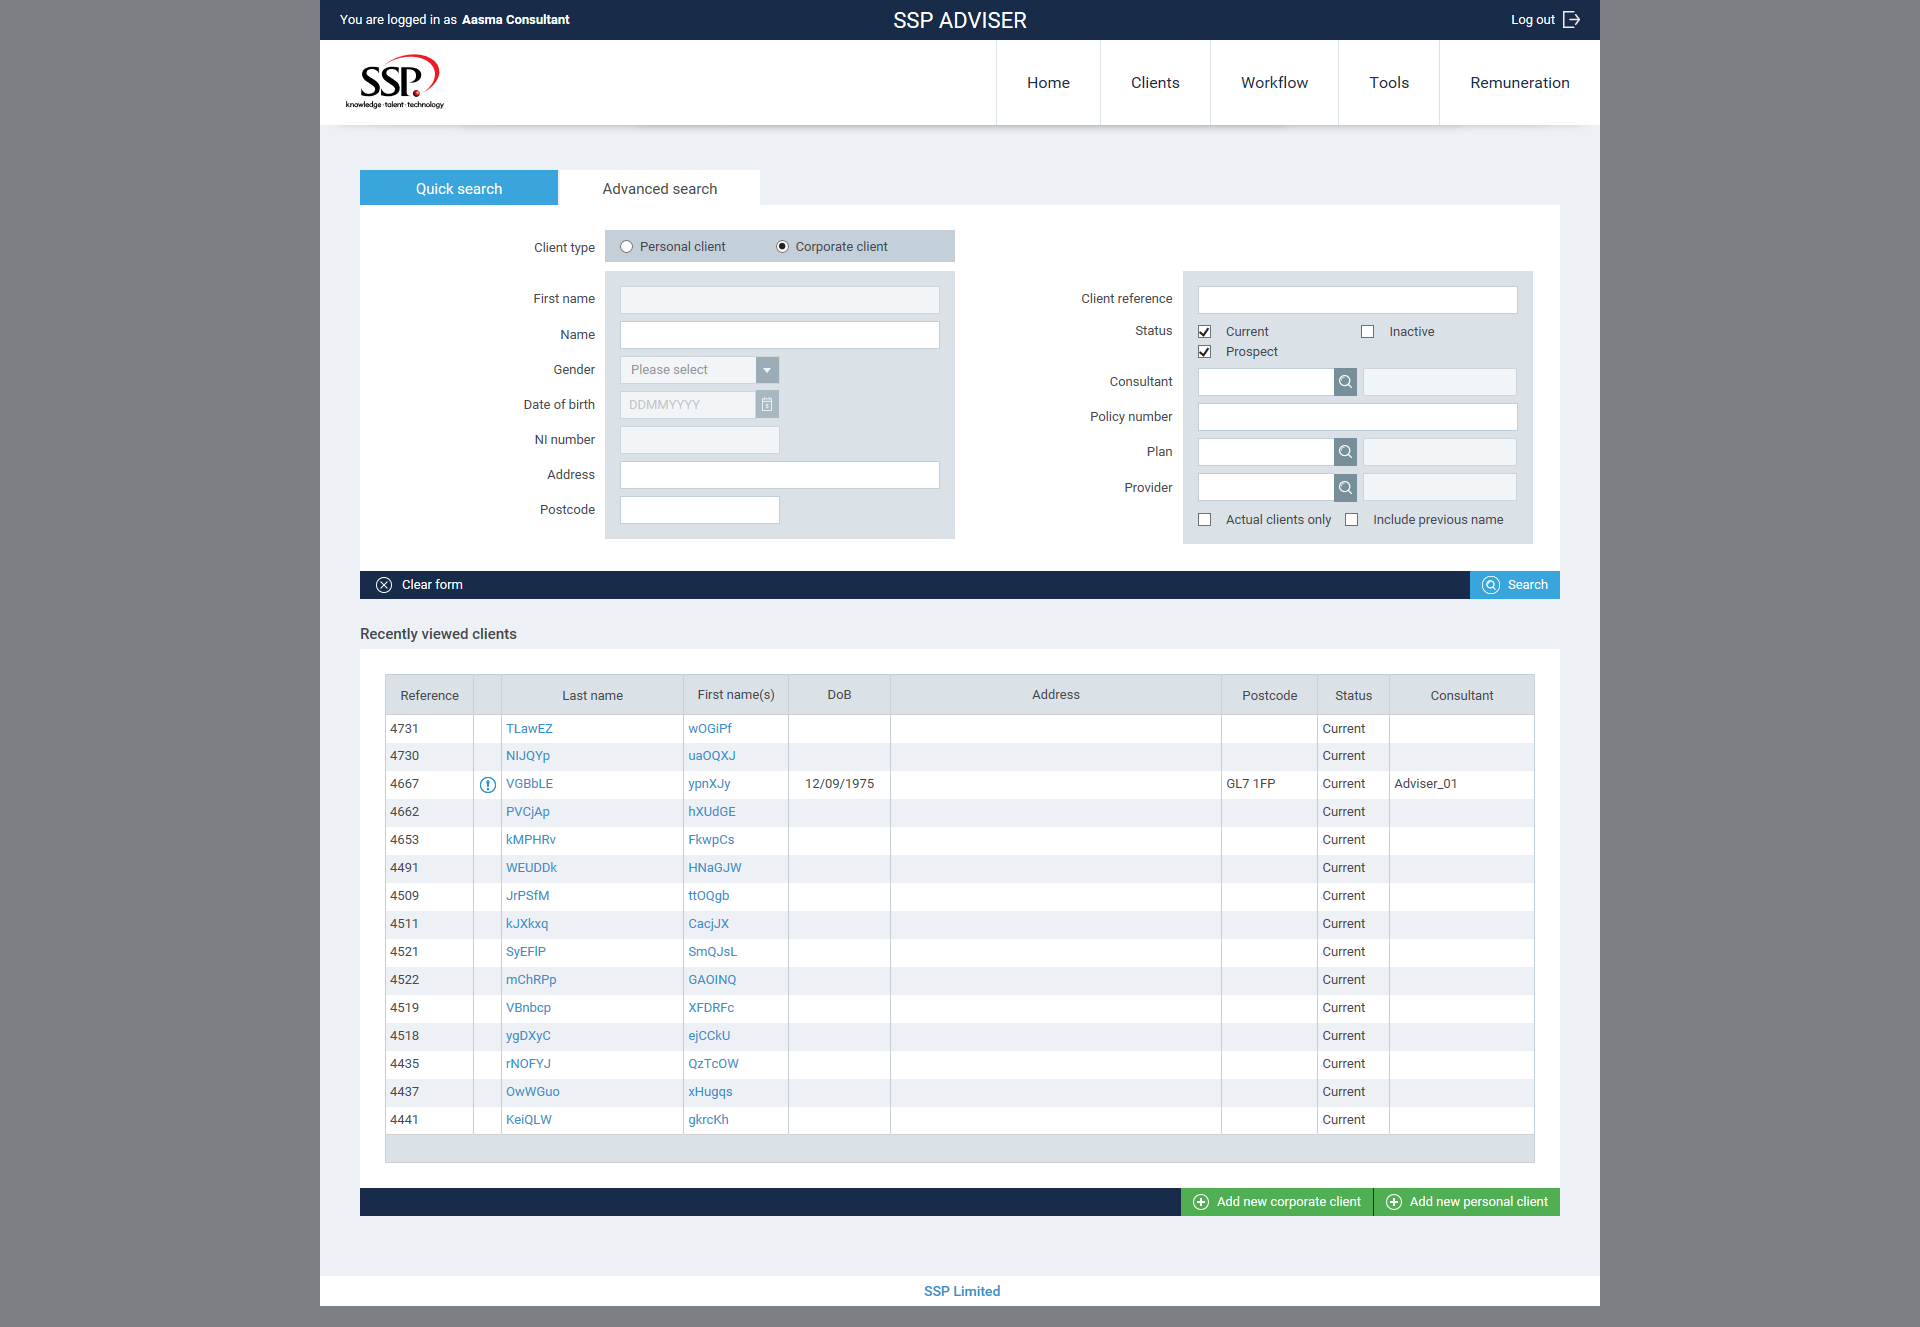 You are logged in as Aasma Consultant
SSP ADVISER
Log out
SSP.
knowledge·talent·technology
Home
Clients
Workflow
Tools
Remuneration
Quick search
Advanced search
Client type
Personal client
Corporate client
First name
Name
Gender
Please select
Date of birth
DDMMYYYY
NI number
Address
Postcode
Client reference
Status
Current
Inactive
Prospect
Consultant
Policy number
Plan
Provider
Actual clients only
Include previous name
Clear form
Search
Recently viewed clients
Reference Last name First name(s) DoB Address Postcode Status Consultant
4731 TLawEZ wOGiPf Current
4730 NIJQYp uaOQXJ Current
4667 VGBbLE ypnXJy 12/09/1975 GL7 1FP Current Adviser_01
4662 PVCjAp hXUdGE Current
4653 kMPHRv FkwpCs Current
4491 WEUDDk HNaGJW Current
4509 JrPSfM ttOQgb Current
4511 kJXkxq CacjJX Current
4521 SyEFlP SmQJsL Current
4522 mChRPp GAOINQ Current
4519 VBnbcp XFDRFc Current
4518 ygDXyC ejCCkU Current
4435 rNOFYJ QzTcOW Current
4437 OwWGuo xHugqs Current
4441 KeiQLW gkrcKh Current
Add new corporate client
Add new personal client
SSP Limited